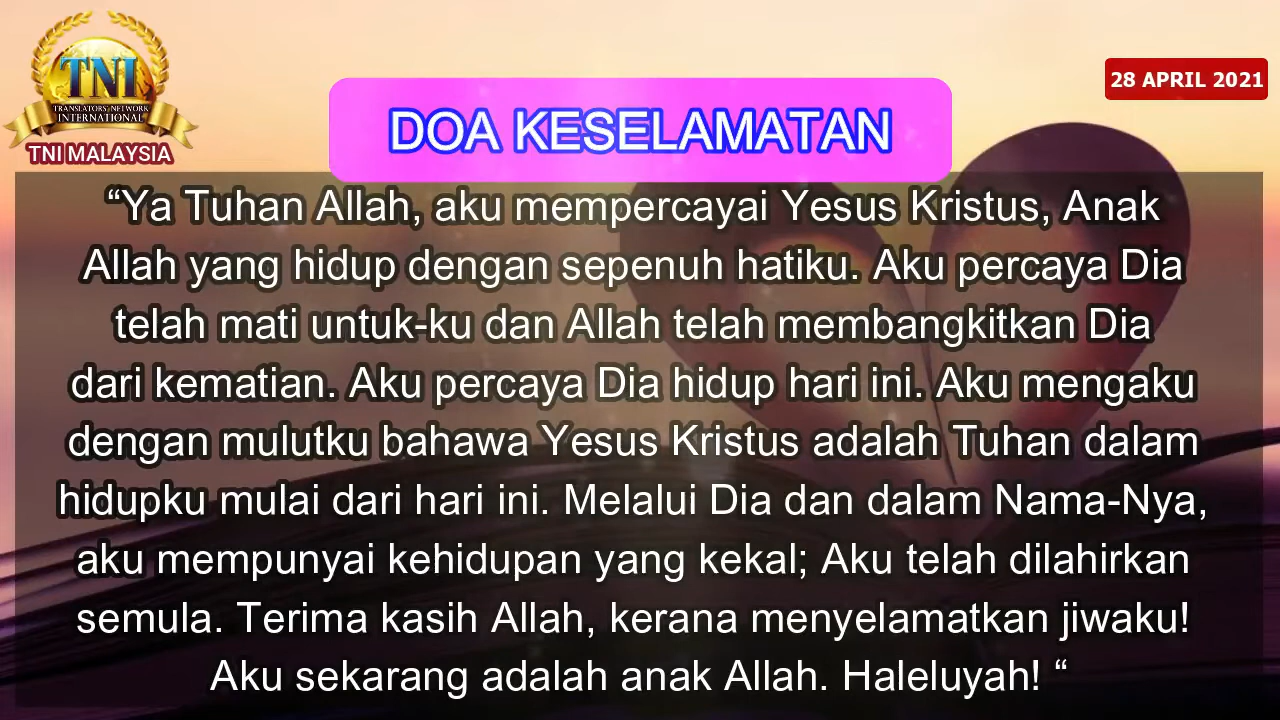 TNI
TRANSLATORS' NETWORK
INTERNATIONAL
TNI MALAYSIA
28 APRIL 2021
DOA KESELAMATAN
“Ya Tuhan Allah, aku mempercayai Yesus Kristus, Anak
Allah yang hidup dengan sepenuh hatiku. Aku percaya Dia
telah mati untuk-ku dan Allah telah membangkitkan Dia
dari kematian. Aku percaya Dia hidup hari ini. Aku mengaku
dengan mulutku bahawa Yesus Kristus adalah Tuhan dalam
hidupku mulai dari hari ini. Melalui Dia dan dalam Nama-Nya,
aku mempunyai kehidupan yang kekal; Aku telah dilahirkan
semula. Terima kasih Allah, kerana menyelamatkan jiwaku!
Aku sekarang adalah anak Allah. Haleluyah! “